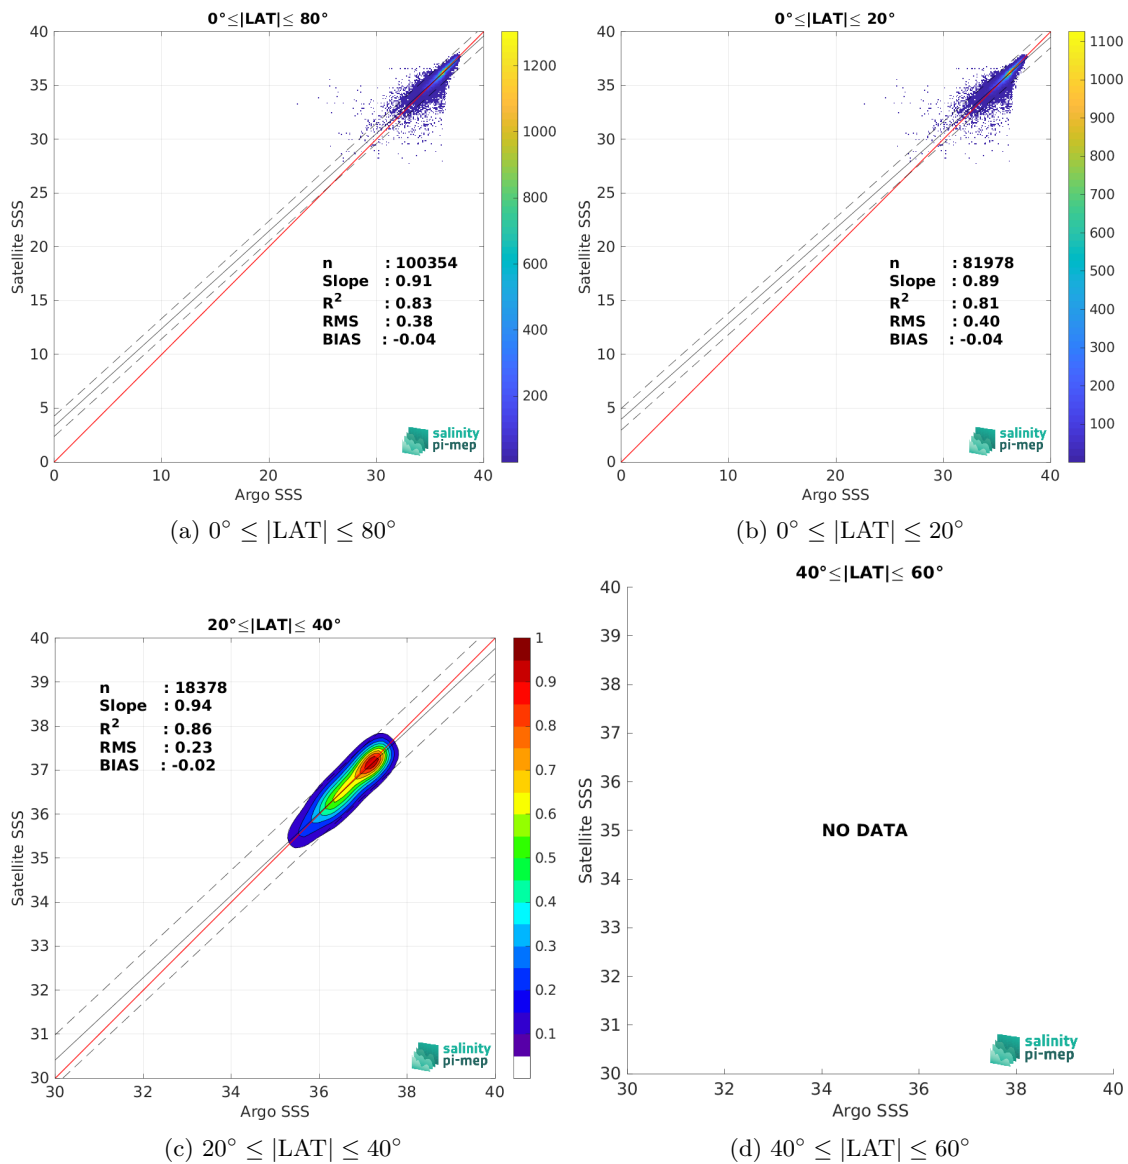 0°≤|LAT|≤ 80°
40
35
30
25
20
15
10
5
0
0
10
20
30
40
Satellite SSS
Argo SSS
n : 100354
Slope : 0.91
R² : 0.83
RMS : 0.38
BIAS : -0.04
salinity
pi-mep
1200
1000
800
600
400
200
(a) 0° ≤ |LAT| ≤ 80°
0°≤|LAT|≤ 20°
40
35
30
25
20
15
10
5
0
0
10
20
30
40
Satellite SSS
Argo SSS
n : 81978
Slope : 0.89
R² : 0.81
RMS : 0.40
BIAS : -0.04
salinity
pi-mep
1100
1000
900
800
700
600
500
400
300
200
100
(b) 0° ≤ |LAT| ≤ 20°
20°≤|LAT|≤ 40°
40
39
38
37
36
35
34
33
32
31
30
30
32
34
36
38
40
Satellite SSS
Argo SSS
n : 18378
Slope : 0.94
R² : 0.86
RMS : 0.23
BIAS : -0.02
salinity
pi-mep
1
0.9
0.8
0.7
0.6
0.5
0.4
0.3
0.2
0.1
(c) 20° ≤ |LAT| ≤ 40°
40°≤|LAT|≤ 60°
40
39
38
37
36
35
34
33
32
31
30
30
32
34
36
38
40
Satellite SSS
Argo SSS
NO DATA
salinity
pi-mep
(d) 40° ≤ |LAT| ≤ 60°